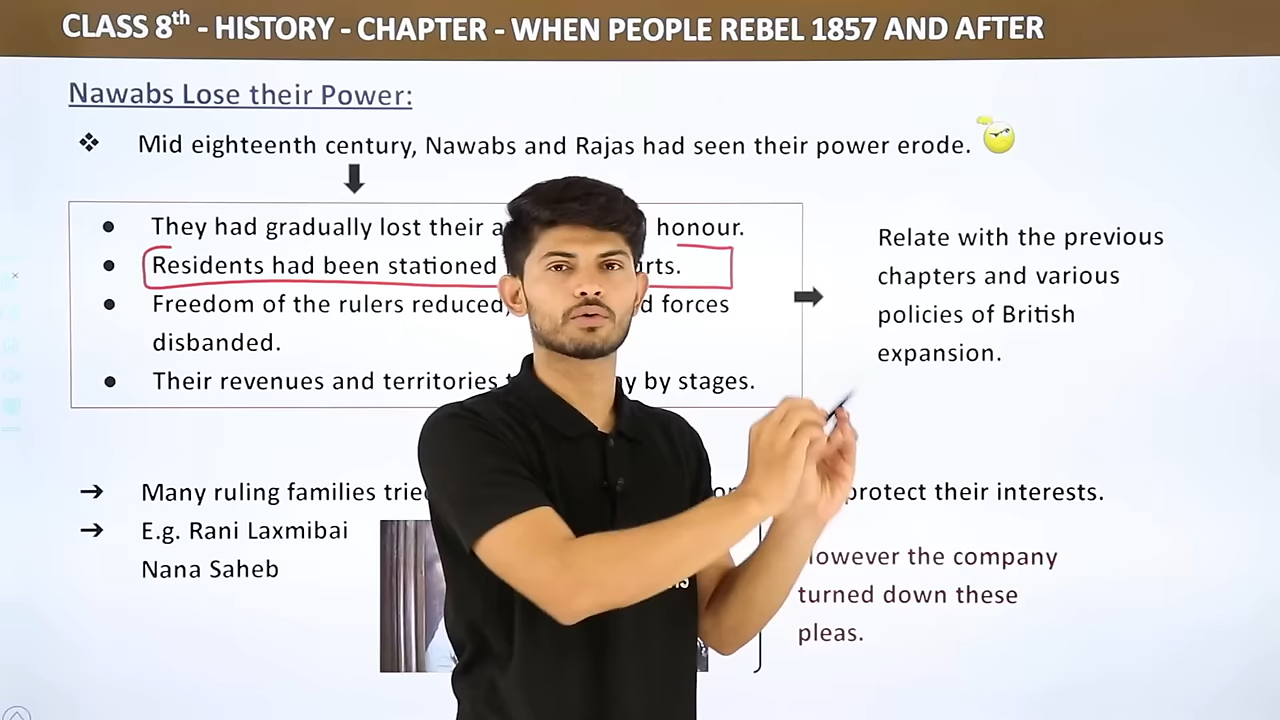 CLASS 8th - HISTORY - CHAPTER - WHEN PEOPLE REBEL 1857 AND AFTER
Nawabs Lose their Power:
Mid eighteenth century, Nawabs and Rajas had seen their power erode.
They had gradually lost their honour.
Residents had been stationed
Freedom of the rulers reduced, forces
disbanded.
Their revenues and territories by stages.
Relate with the previous
chapters and various
policies of British
expansion.
Many ruling families protect their interests.
E.g. Rani Laxmibai
Nana Saheb
the company
turned down these
pleas.